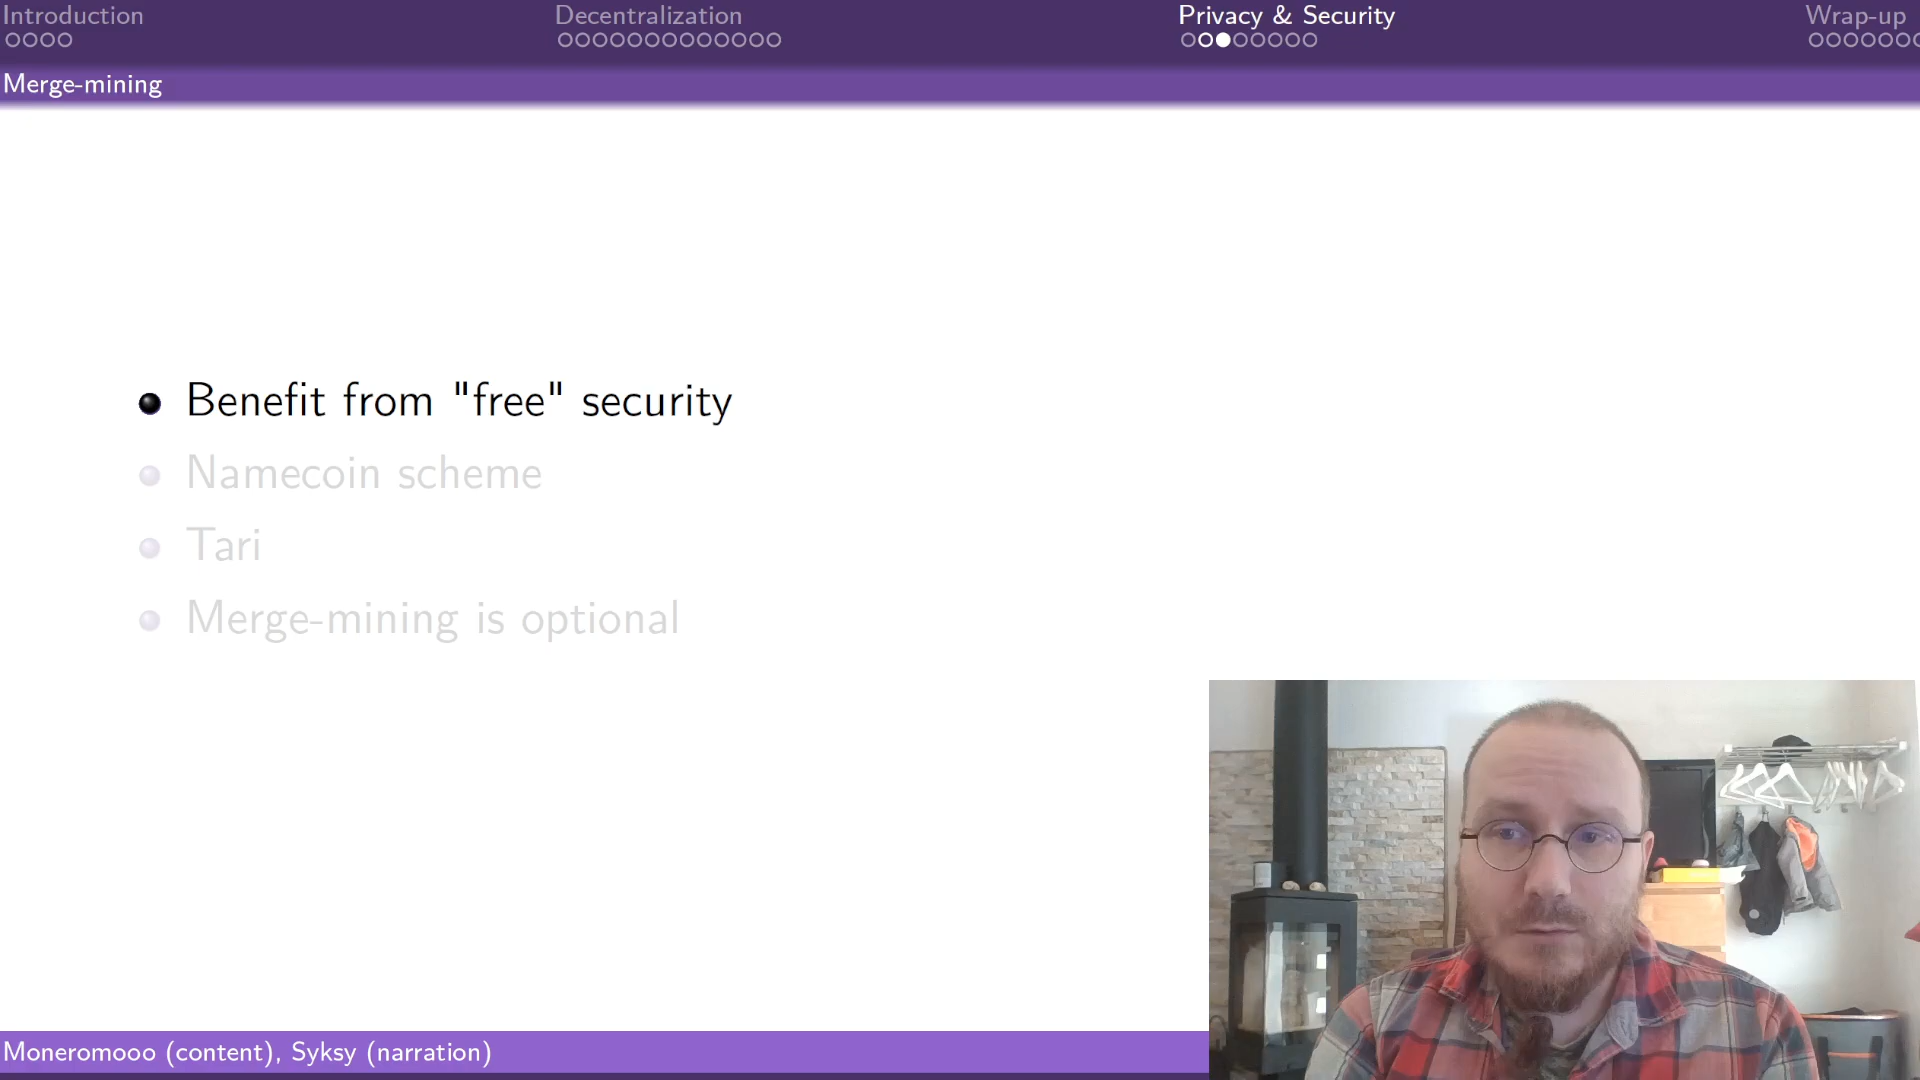 Introduction
Decentralization
Privacy & Security
Wrap-up
Merge-mining
Benefit from "free" security
Namecoin scheme
Tari
Merge-mining is optional
Moneromooo (content), Syksy (narration)